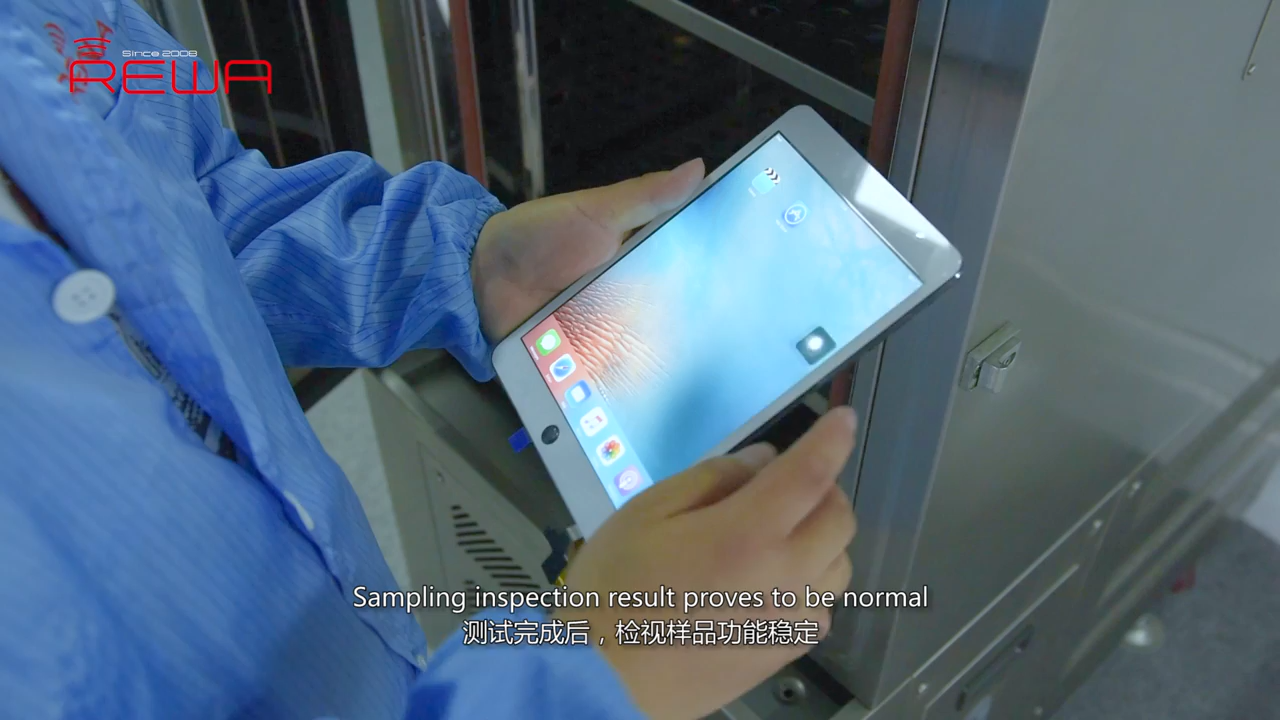 Since 2008
REWA
Sampling inspection result proves to be normal
测试完成后，检视样品功能稳定